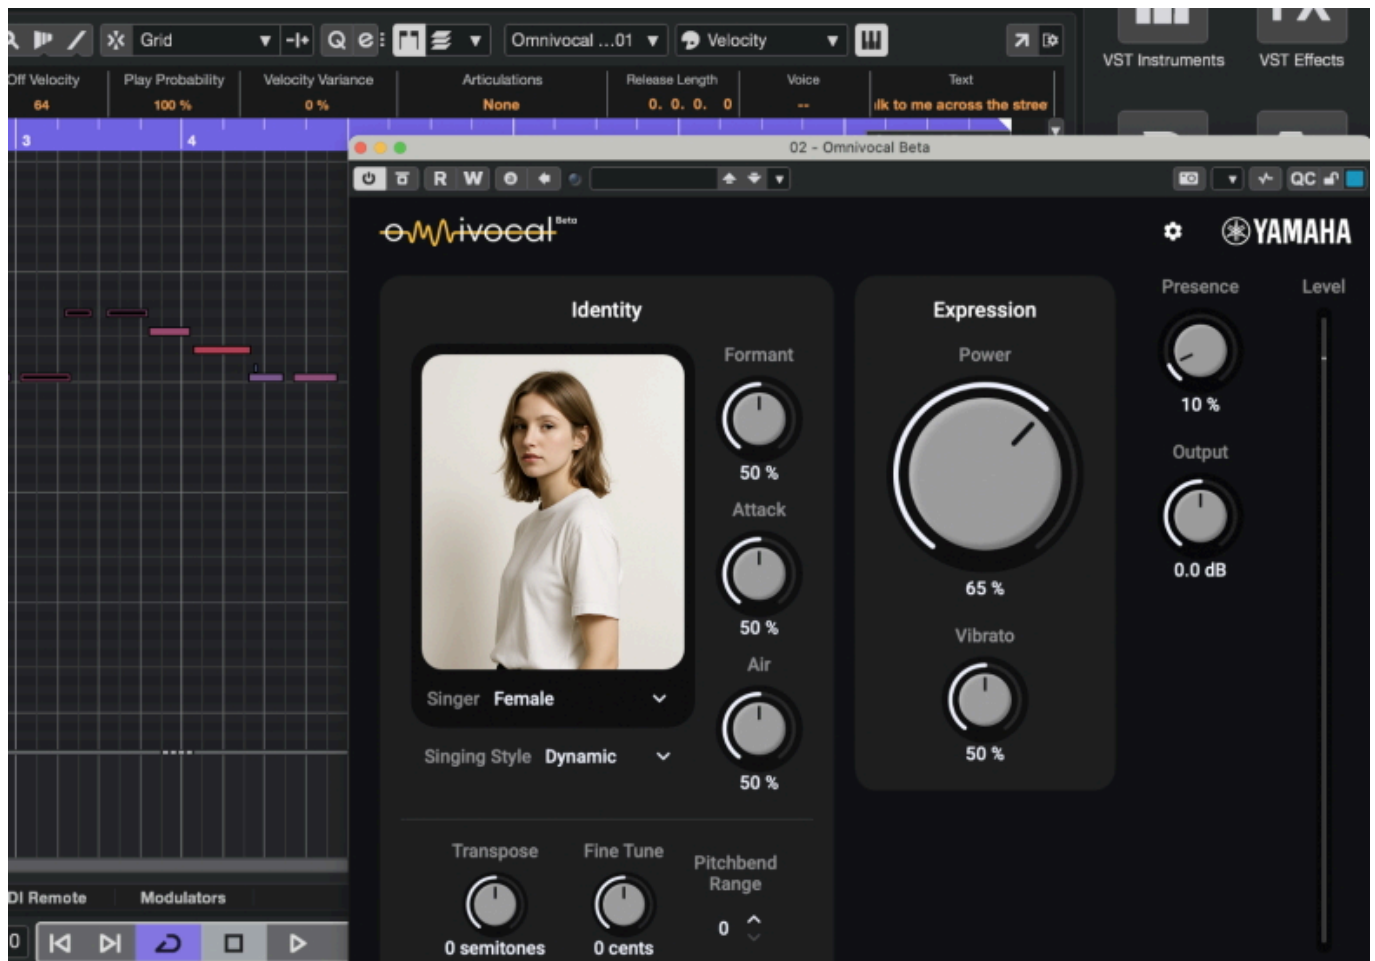 Grid
Q
e
Omnivocal ...01
Velocity
VST Instruments
VST Effects
FX
Off Velocity
Play Probability
Velocity Variance
Articulations
Release Length
Voice
Text
64
100 %
0 %
None
0. 0. 0. 0
--
lk to me across the stree
3
4
02 - Omnivocal Beta
R
W
QC
omnivocal Beta
YAMAHA
Identity
Expression
Presence
Level
Formant
Power
10 %
50 %
Output
Attack
0.0 dB
50 %
65 %
Air
Vibrato
Singer Female
50 %
Singing Style Dynamic
50 %
Transpose
Fine Tune
Pitchbend
Range
0
0 semitones
0 cents
DI Remote
Modulators
0